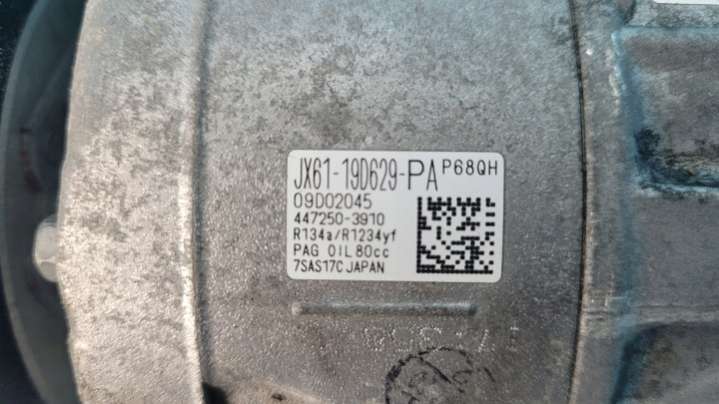 JX61-19D629-PA P68QH
09D02045
447250-3910
R134a/R1234yf
PAG OIL 80cc
7SAS17C JAPAN